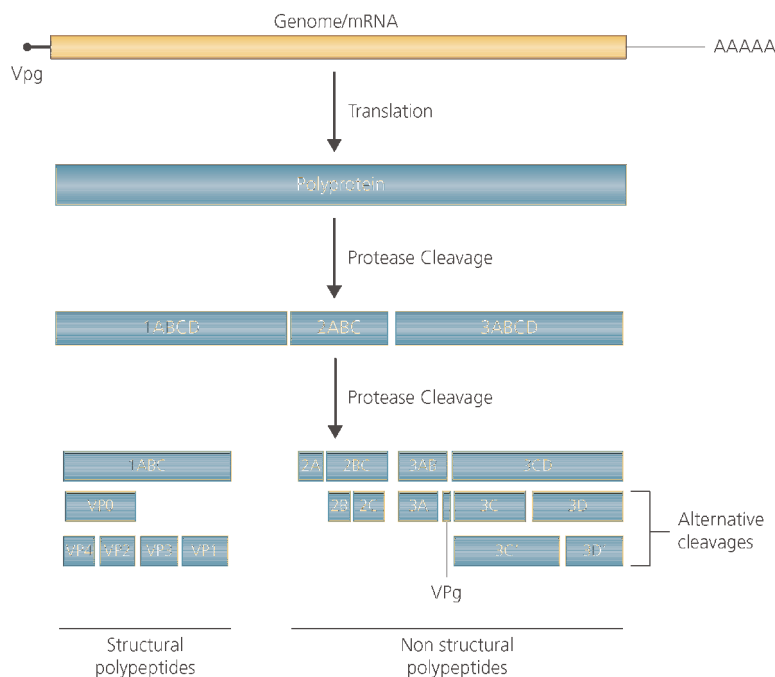 Genome/mRNA
AAAAA
Vpg
Translation
Polyprotein
Protease Cleavage
1ABCD 2ABC 3ABCD
Protease Cleavage
1ABC 2A 2BC 3AB 3CD
VP0 2B 2C 3A 3C 3D
Alternative
cleavages
VP4 VP2 VP3 VP1 3C' 3D'
VPg
Structural
polypeptides
Non structural
polypeptides